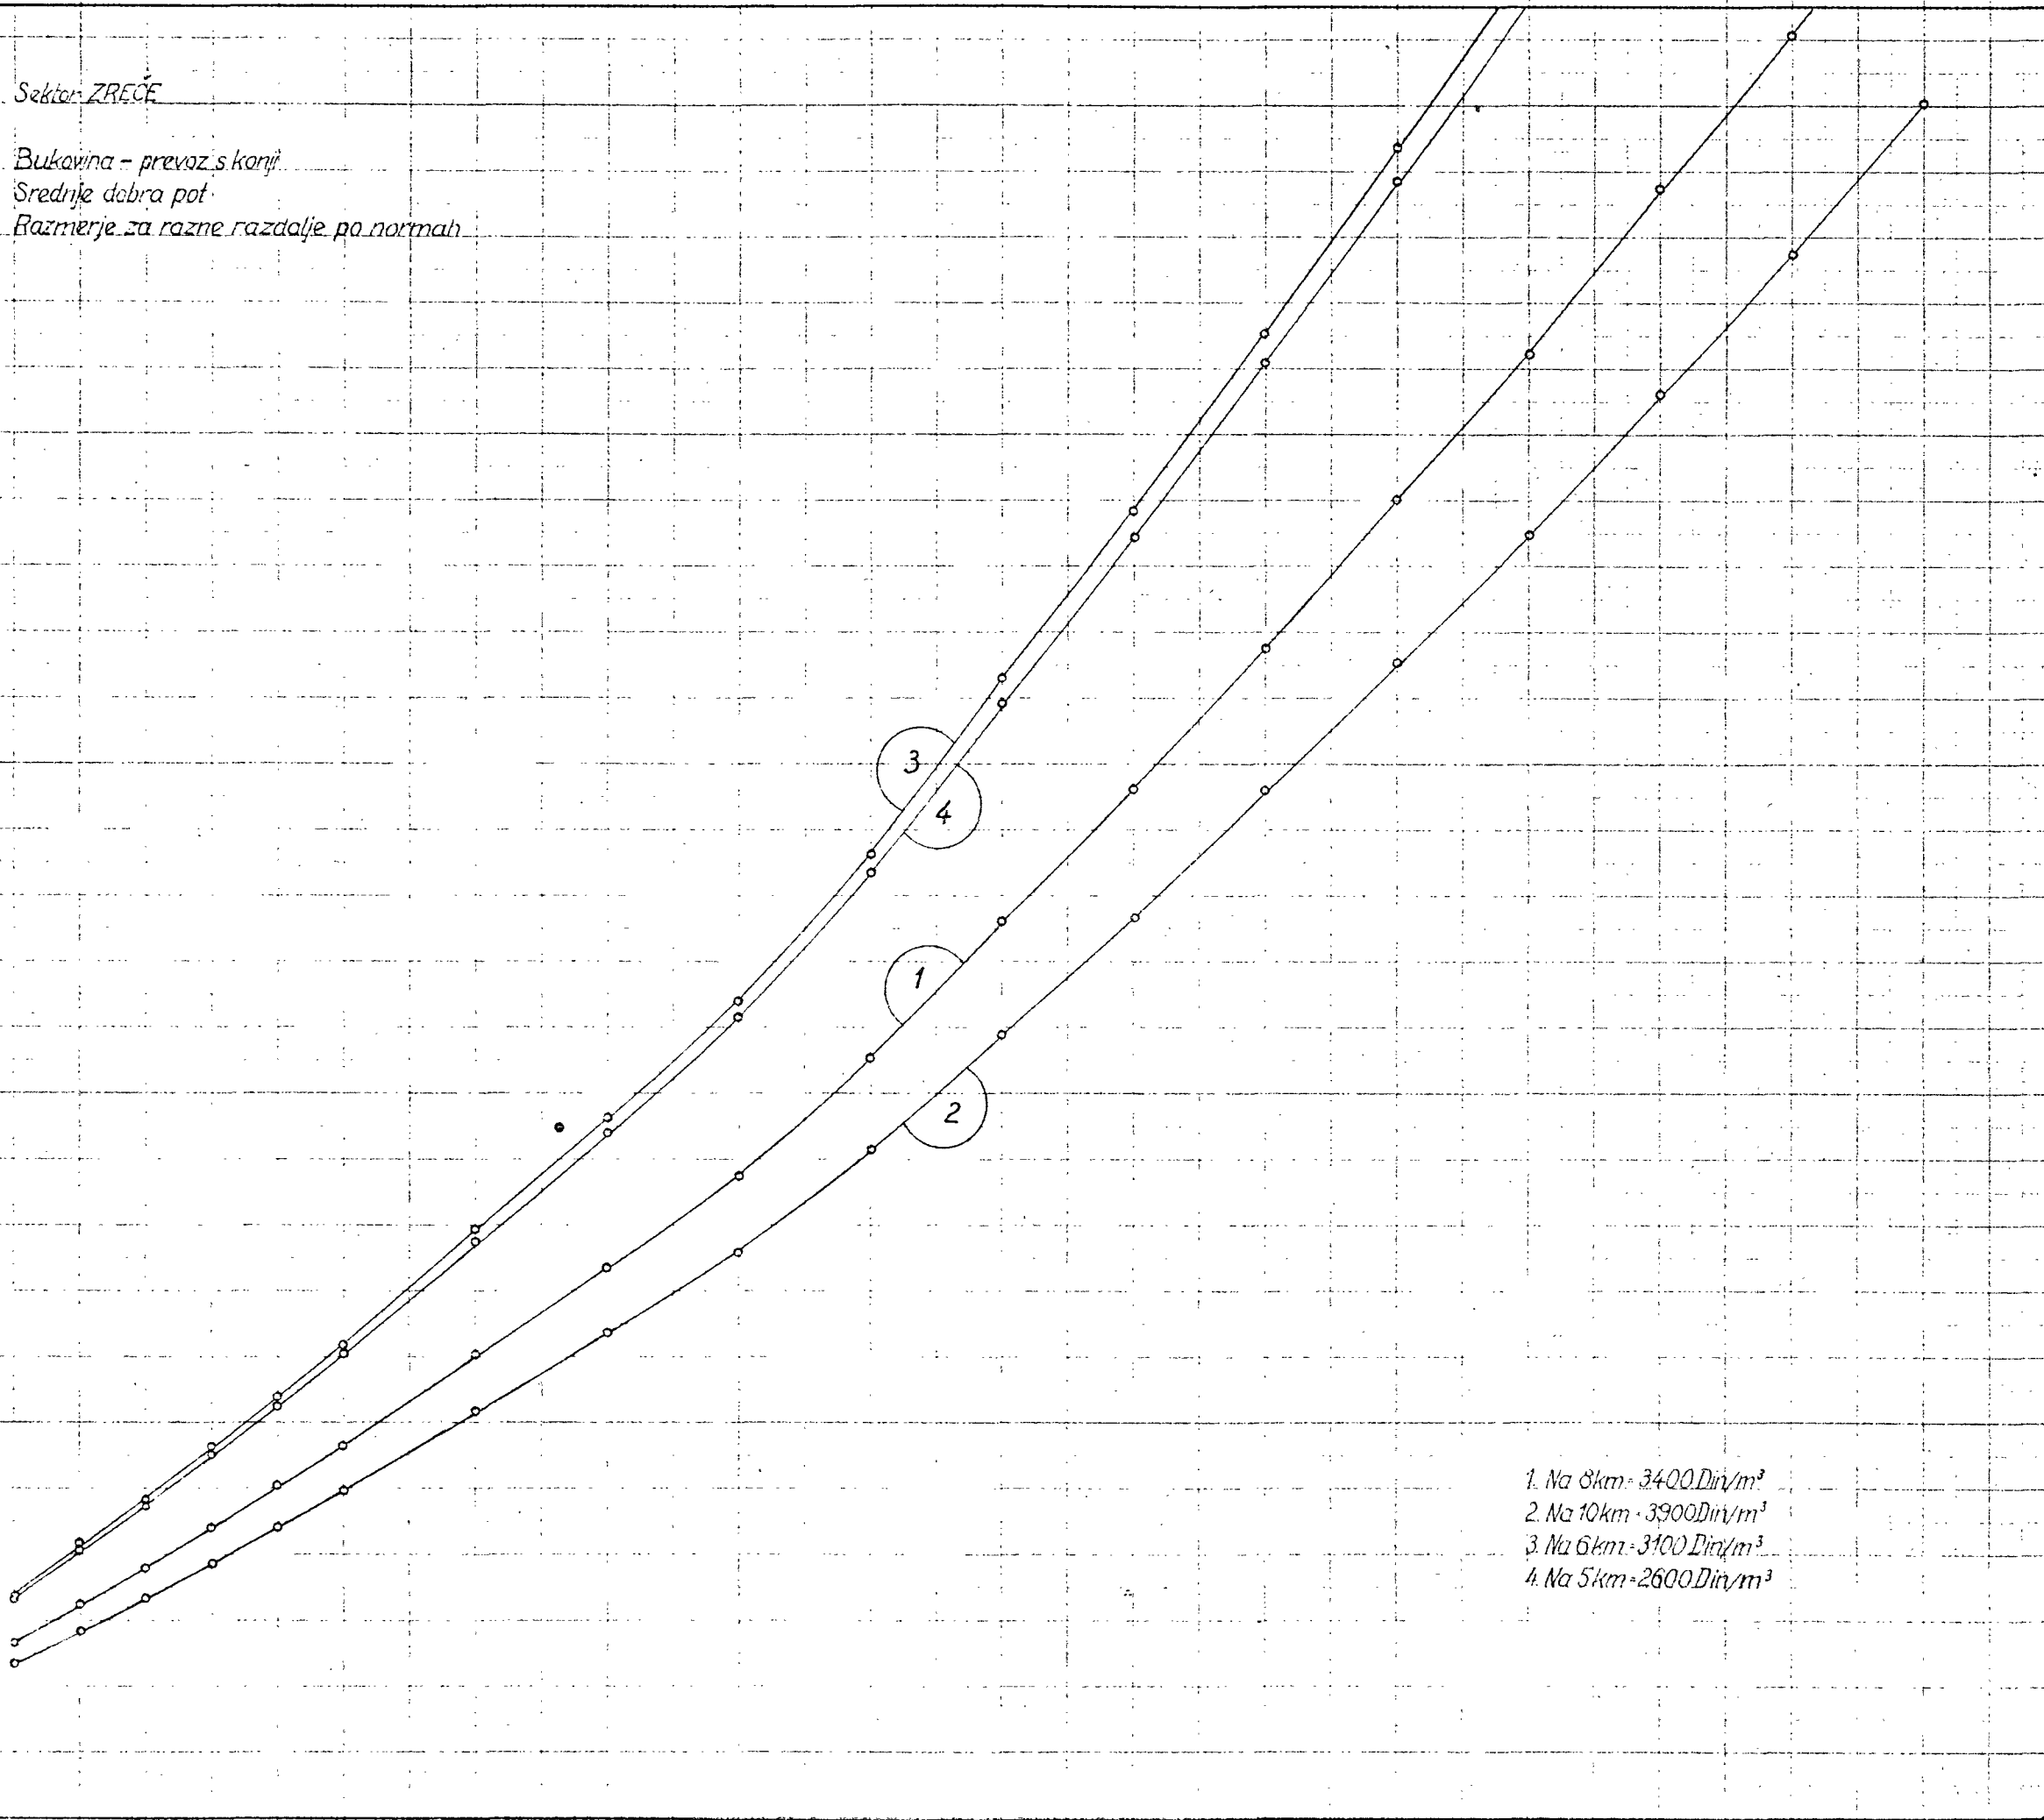 Sektor ZREČE
Bukovina - prevoz s konji
Srednje dobra pot
Razmerje za razne razdalje po normah
3
4
1
2
1. Na 8km = 3400 Din/m³
2. Na 10km = 3900 Din/m³
3. Na 6km = 3100 Din/m³
4. Na 5km = 2600 Din/m³